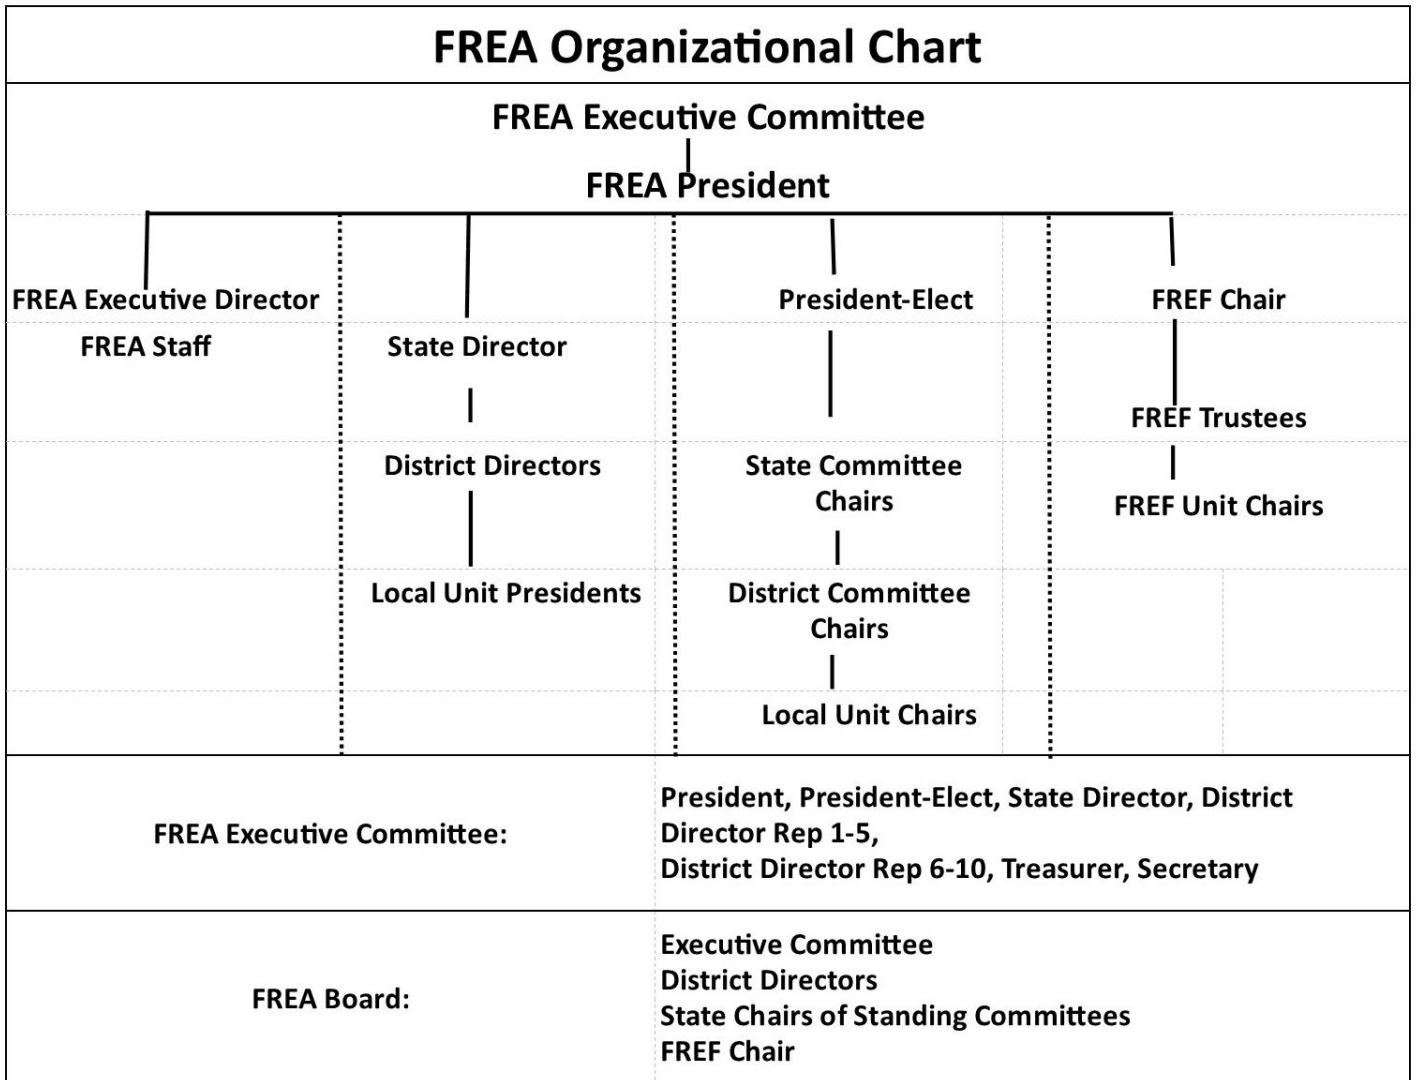 FREA Organizational Chart
FREA Executive Committee
FREA President
FREA Executive Director
President-Elect
FREF Chair
FREA Staff
State Director
FREF Trustees
District Directors
State Committee
Chairs
FREF Unit Chairs
Local Unit Presidents
District Committee
Chairs
Local Unit Chairs
FREA Executive Committee:
President, President-Elect, State Director, District
Director Rep 1-5,
District Director Rep 6-10, Treasurer, Secretary
FREA Board:
Executive Committee
District Directors
State Chairs of Standing Committees
FREF Chair